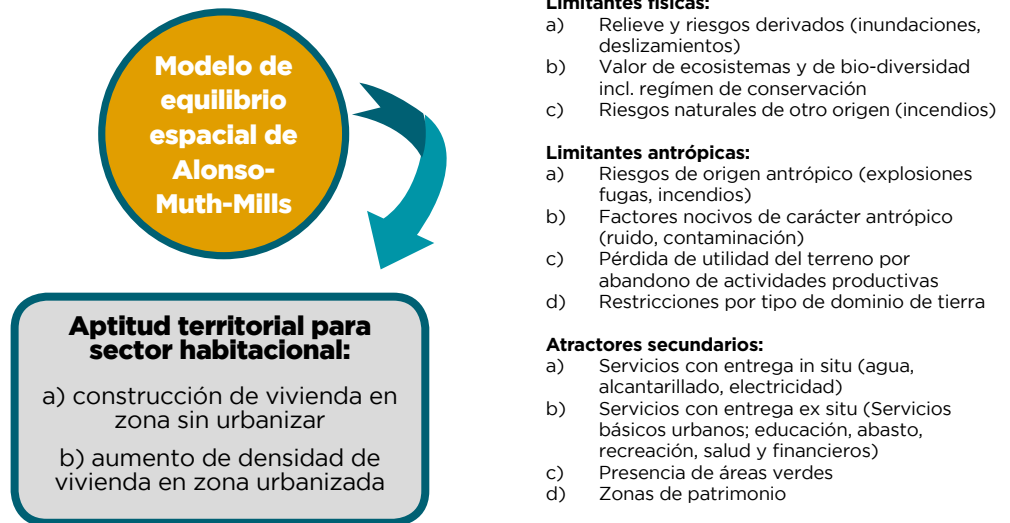 Modelo de
equilibrio
espacial de
Alonso-
Muth-Mills
Aptitud territorial para
sector habitacional:
a) construcción de vivienda en
zona sin urbanizar
b) aumento de densidad de
vivienda en zona urbanizada
Limitantes físicas:
a) Relieve y riesgos derivados (inundaciones,
deslizamientos)
b) Valor de ecosistemas y de bio-diversidad
incl. regímen de conservación
c) Riesgos naturales de otro origen (incendios)
Limitantes antrópicas:
a) Riesgos de origen antrópico (explosiones
fugas, incendios)
b) Factores nocivos de carácter antrópico
(ruido, contaminación)
c) Pérdida de utilidad del terreno por
abandono de actividades productivas
d) Restricciones por tipo de dominio de tierra
Atractores secundarios:
a) Servicios con entrega in situ (agua,
alcantarillado, electricidad)
b) Servicios con entrega ex situ (Servicios
básicos urbanos; educación, abasto,
recreación, salud y financieros)
c) Presencia de áreas verdes
d) Zonas de patrimonio